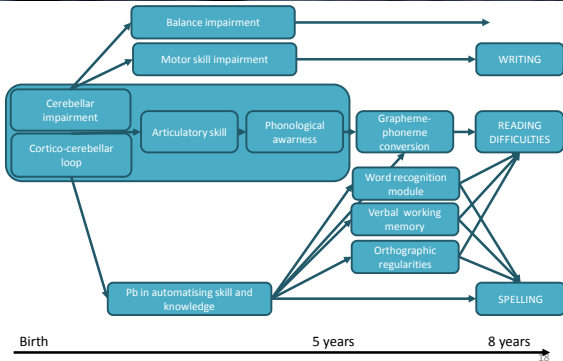 Balance impairment
Motor skill impairment
WRITING
Cerebellar
impairment
Cortico-cerebellar
loop
Articulatory skill
Phonological
awarness
Grapheme-
phoneme
conversion
READING
DIFFICULTIES
Word recognition
module
Verbal working
memory
Orthographic
regularities
Pb in automatising skill and
knowledge
SPELLING
Birth
5 years
8 years
18